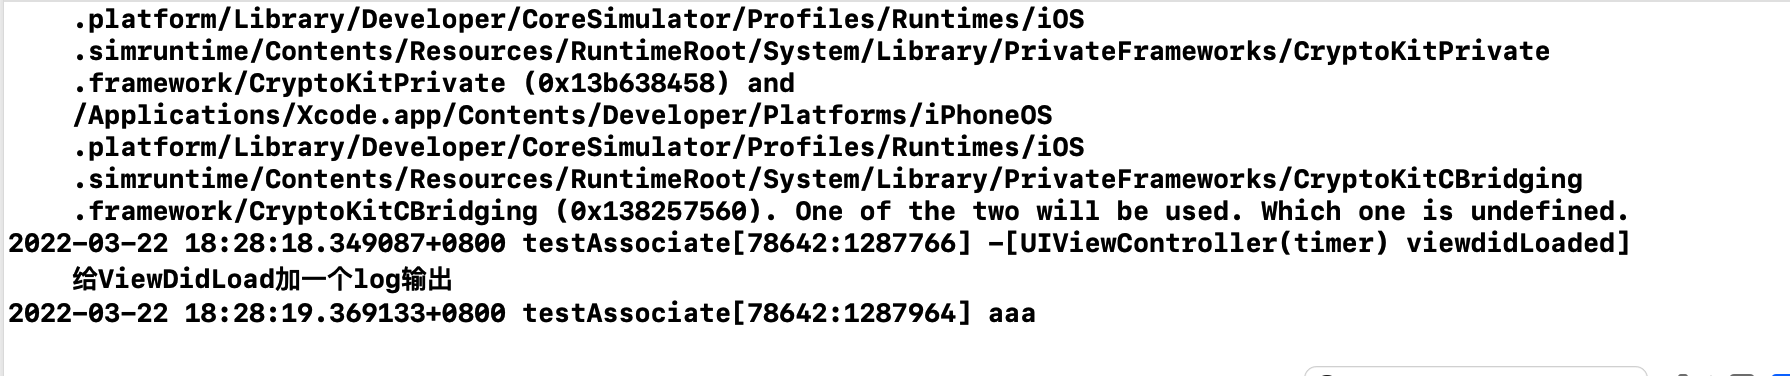 .platform/Library/Developer/CoreSimulator/Profiles/Runtimes/iOS
.simruntime/Contents/Resources/RuntimeRoot/System/Library/PrivateFrameworks/CryptoKitPrivate
.framework/CryptoKitPrivate (0x13b638458) and
/Applications/Xcode.app/Contents/Developer/Platforms/iPhoneOS
.platform/Library/Developer/CoreSimulator/Profiles/Runtimes/iOS
.simruntime/Contents/Resources/RuntimeRoot/System/Library/PrivateFrameworks/CryptoKitCBridging
.framework/CryptoKitCBridging (0x138257560). One of the two will be used. Which one is undefined.
2022-03-22 18:28:18.349087+0800 testAssociate[78642:1287766] -[UIViewController(timer) viewdidLoaded]
给ViewDidLoad加一个log输出
2022-03-22 18:28:19.369133+0800 testAssociate[78642:1287964] aaa